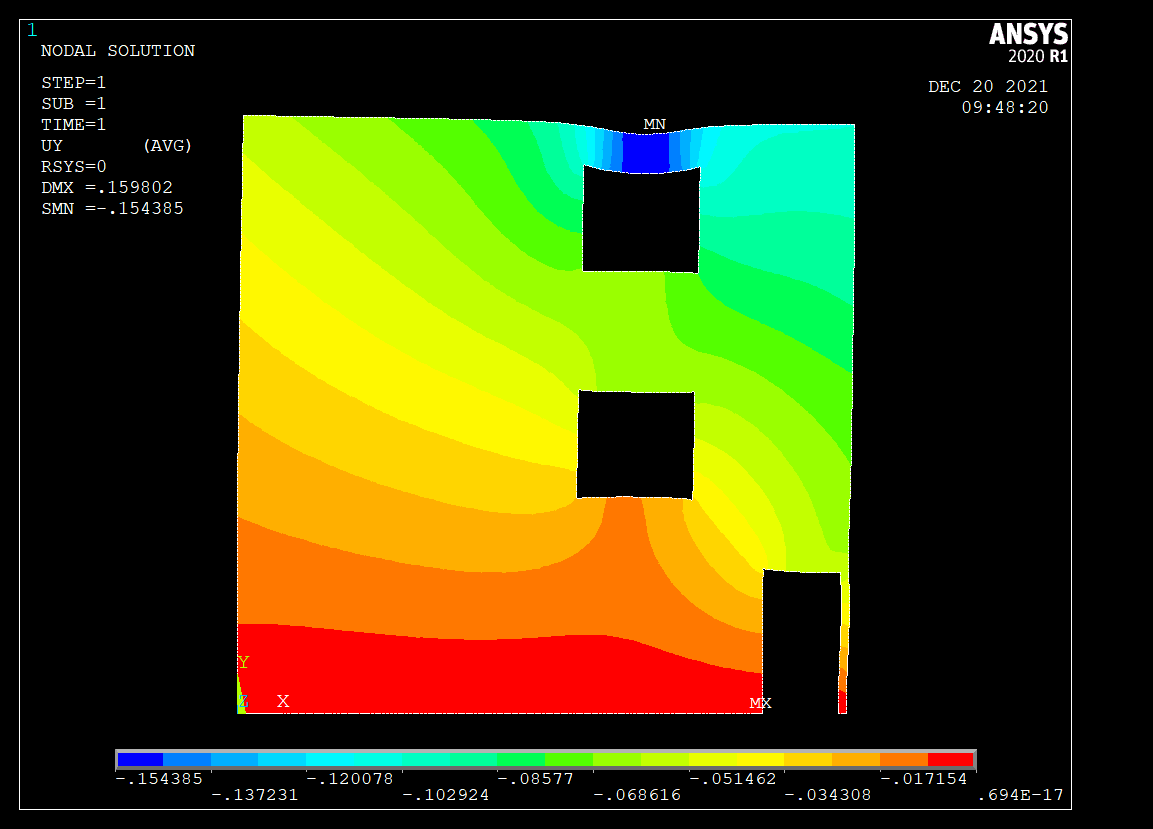 1
ANSYS
2020 R1
NODAL SOLUTION
DEC 20 2021
09:48:20
STEP=1
SUB =1
TIME=1
UY (AVG)
RSYS=0
DMX =.159802
SMN =-.154385
MN
Y
Z X
MX
-.154385 -.120078 -.08577 -.051462 -.017154
-.137231 -.102924 -.068616 -.034308 .694E-17